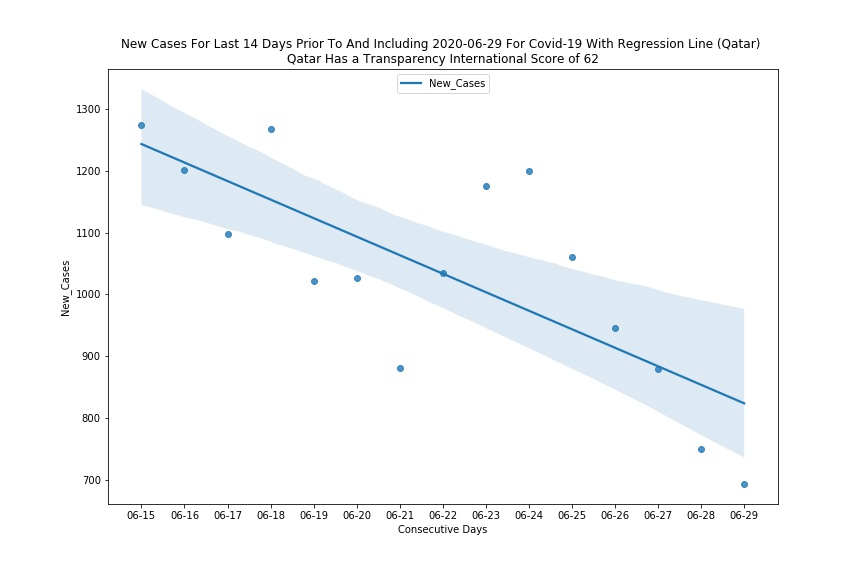 New Cases For Last 14 Days Prior To And Including 2020-06-29 For Covid-19 With Regression Line (Qatar)
Qatar Has a Transparency International Score of 62
New_Cases
New_Cases
1300
1200
1100
1000
900
800
700
06-15 06-16 06-17 06-18 06-19 06-20 06-21 06-22 06-23 06-24 06-25 06-26 06-27 06-28 06-29
Consecutive Days